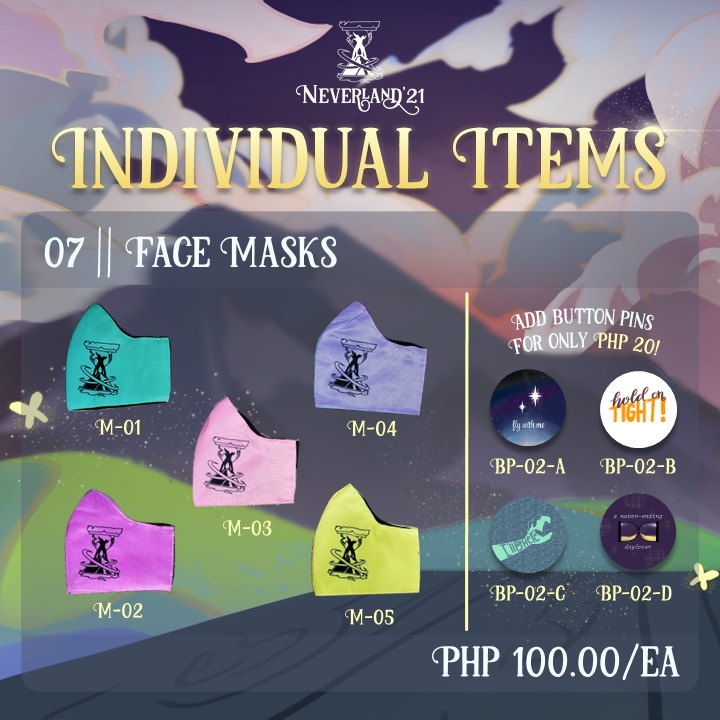 NEVERLAND'21
INDIVIDUAL ITEMS
07 || FACE MASKS
M-01
M-02
M-03
M-04
M-05
ADD BUTTON PINS
FOR ONLY PHP 20!
fly with me
BP-02-A
hold on
TIGHT!
BP-02-B
BP-02-C
a never-ending
daydream
BP-02-D
PHP 100.00/EA